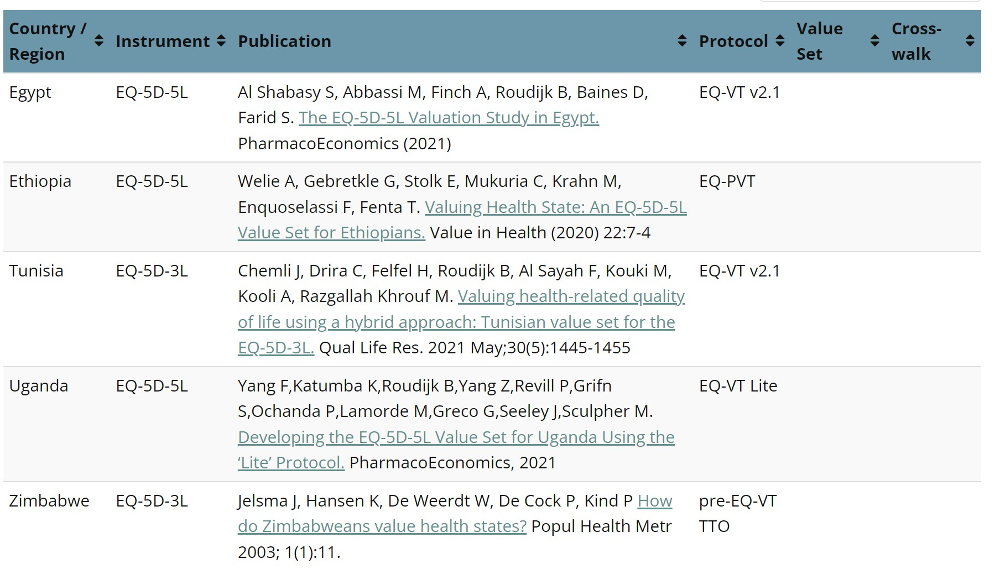 Country / Region Instrument Publication Protocol Value Set Cross-walk
Egypt EQ-5D-5L Al Shabasy S, Abbassi M, Finch A, Roudijk B, Baines D, EQ-VT v2.1
Farid S. The EQ-5D-5L Valuation Study in Egypt.
PharmacoEconomics (2021)
Ethiopia EQ-5D-5L Welie A, Gebretkle G, Stolk E, Mukuria C, Krahn M, EQ-PVT
Enquoselassi F, Fenta T. Valuing Health State: An EQ-5D-5L
Value Set for Ethiopians. Value in Health (2020) 22:7-4
Tunisia EQ-5D-3L Chemli J, Drira C, Felfel H, Roudijk B, Al Sayah F, Kouki M, EQ-VT v2.1
Kooli A, Razgallah Khrouf M. Valuing health-related quality
of life using a hybrid approach: Tunisian value set for the
EQ-5D-3L. Qual Life Res. 2021 May;30(5):1445-1455
Uganda EQ-5D-5L Yang F,Katumba K,Roudijk B,Yang Z,Revill P,Grifn EQ-VT Lite
S,Ochanda P,Lamorde M,Greco G,Seeley J,Sculpher M.
Developing the EQ-5D-5L Value Set for Uganda Using the
‘Lite’ Protocol. PharmacoEconomics, 2021
Zimbabwe EQ-5D-3L Jelsma J, Hansen K, De Weerdt W, De Cock P, Kind P How pre-EQ-VT
do Zimbabweans value health states? Popul Health Metr TTO
2003; 1(1):11.